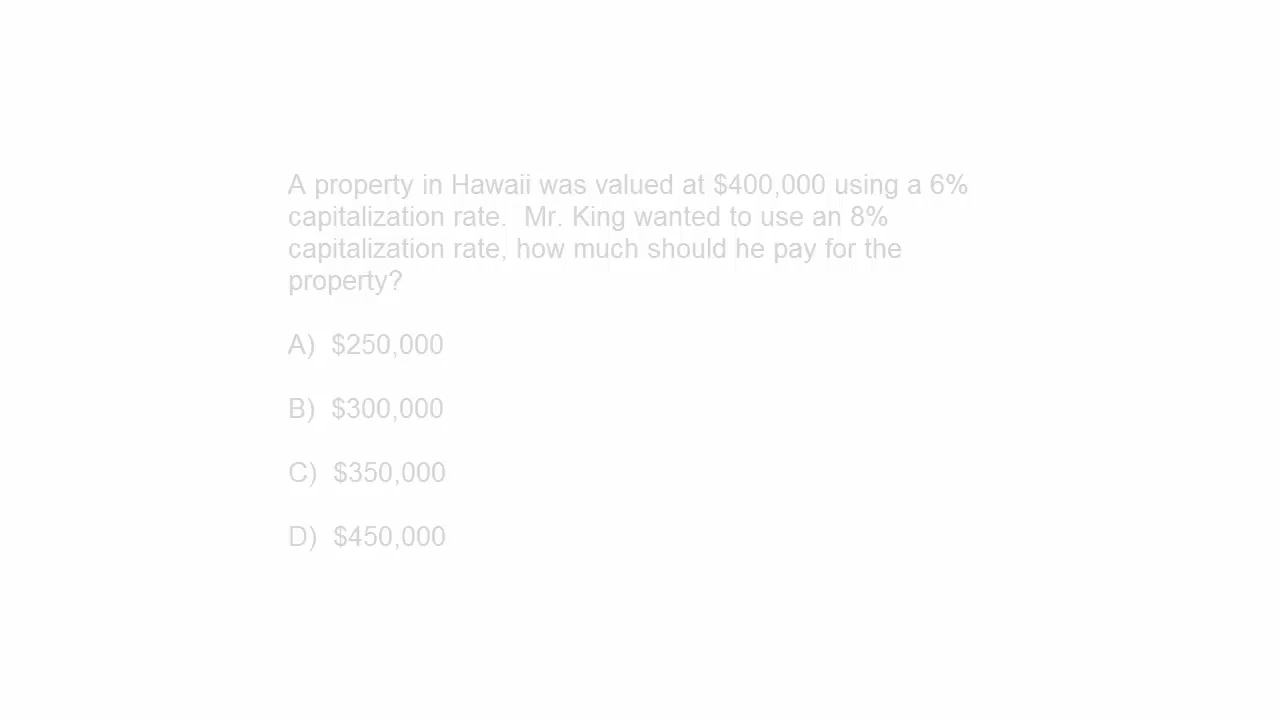 A property in Hawaii was valued at $400,000 using a 6%
capitalization rate.  Mr. King wanted to use an 8%
capitalization rate, how much should he pay for the
property?
A)  $250,000
B)  $300,000
C)  $350,000
D)  $450,000